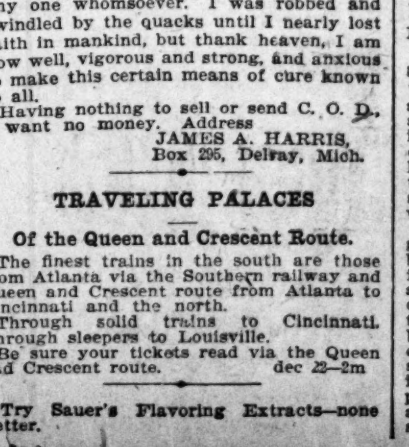 ny one whomsoever. I was robbed and
windled by the quacks until I nearly lost
ith in mankind, but thank heaven, I am
ow well, vigorous and strong, and anxious
make this certain means of cure known
all.
Having nothing to sell or send C. O. D.,
want no money. Address
JAMES A. HARRIS,
Box 295, Delray, Mich.
TRAVELING PALACES
Of the Queen and Crescent Route.
The finest trains in the south are those
om Atlanta via the Southern railway and
ueen and Crescent route from Atlanta to
ncinnati and the north.
Through solid trains to Cincinnati.
hrough sleepers to Louisville.
Be sure your tickets read via the Queen
d Crescent route. dec 22—2m
Try Sauer's Flavoring Extracts—none
etter.